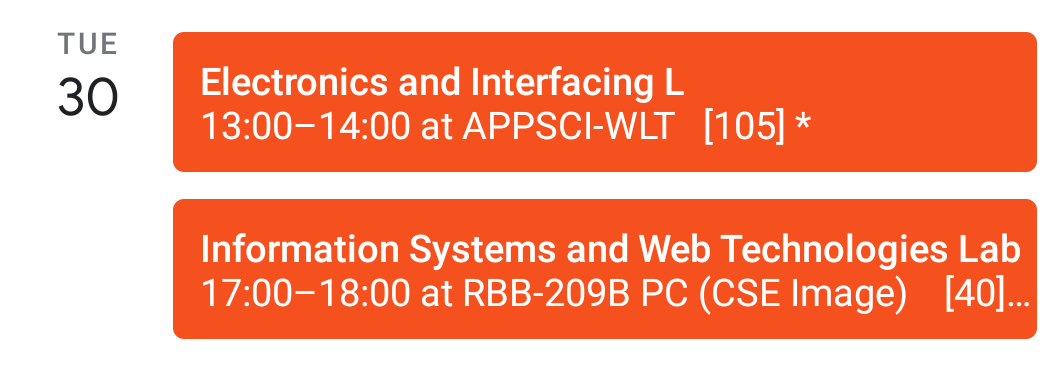 TUE
30
Electronics and Interfacing L
13:00–14:00 at APPSCI-WLT [105] *
Information Systems and Web Technologies Lab
17:00–18:00 at RBB-209B PC (CSE Image) [40]...